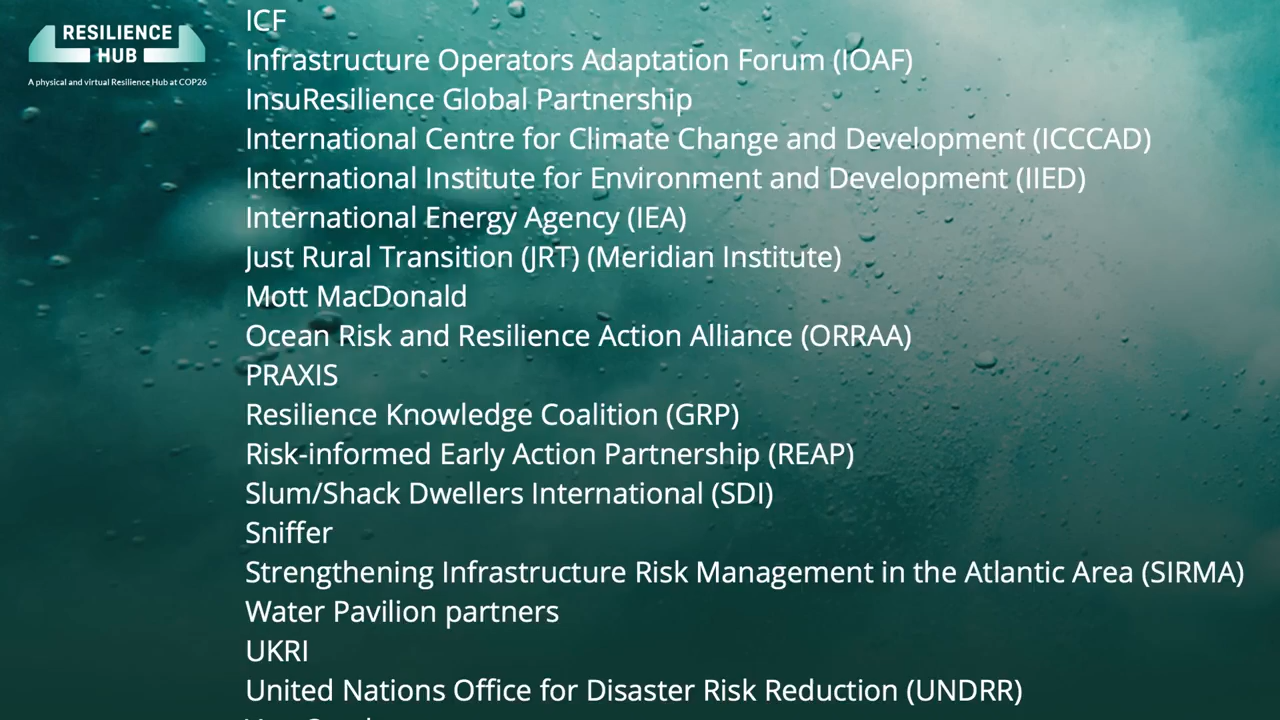 RESILIENCE
HUB
A physical and virtual Resilience Hub at COP26
ICF
Infrastructure Operators Adaptation Forum (IOAF)
InsuResilience Global Partnership
International Centre for Climate Change and Development (ICCCAD)
International Institute for Environment and Development (IIED)
International Energy Agency (IEA)
Just Rural Transition (JRT) (Meridian Institute)
Mott MacDonald
Ocean Risk and Resilience Action Alliance (ORRAA)
PRAXIS
Resilience Knowledge Coalition (GRP)
Risk-informed Early Action Partnership (REAP)
Slum/Shack Dwellers International (SDI)
Sniffer
Strengthening Infrastructure Risk Management in the Atlantic Area (SIRMA)
Water Pavilion partners
UKRI
United Nations Office for Disaster Risk Reduction (UNDRR)